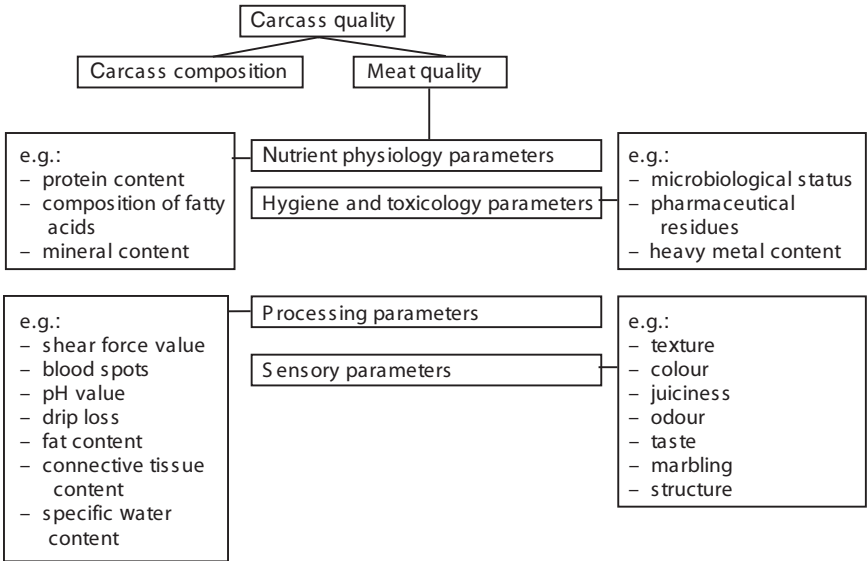 Carcass quality
Carcass composition
Meat quality
Nutrient physiology parameters
e.g.:
– protein content
– composition of fatty
acids
– mineral content
Hygiene and toxicology parameters
e.g.:
– microbiological status
– pharmaceutical
residues
– heavy metal content
Processing parameters
e.g.:
– shear force value
– blood spots
– pH value
– drip loss
– fat content
– connective tissue
content
– specific water
content
Sensory parameters
e.g.:
– texture
– colour
– juiciness
– odour
– taste
– marbling
– structure